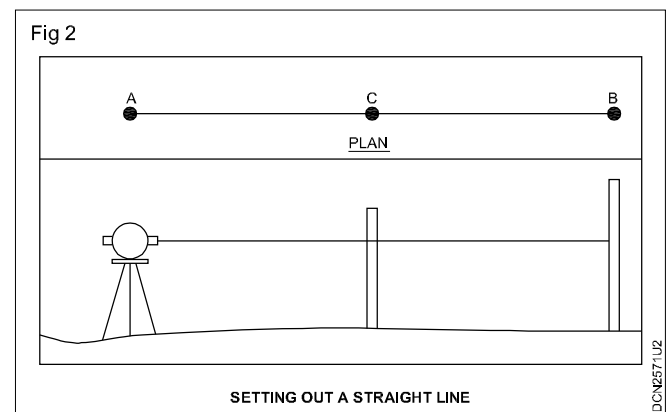 Fig 2
A C B
PLAN
SETTING OUT A STRAIGHT LINE
DCN2571U2